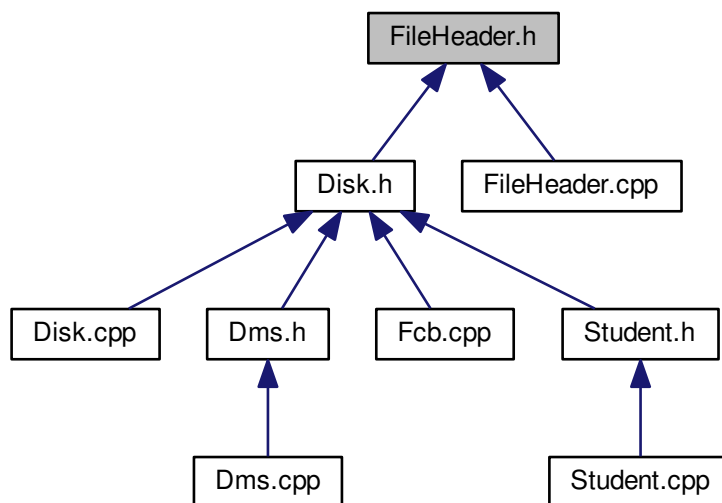 FileHeader.h
Disk.h
FileHeader.cpp
Disk.cpp
Dms.h
Fcb.cpp
Student.h
Dms.cpp
Student.cpp